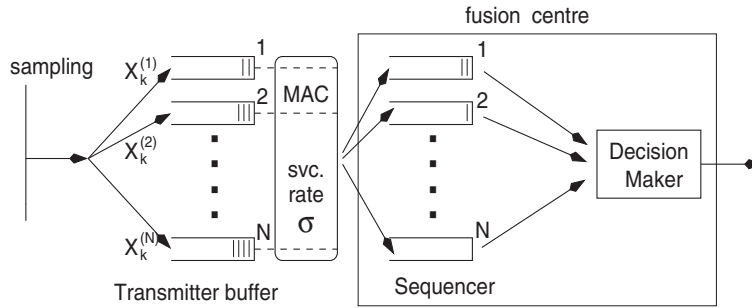 fusion centre
sampling
X_k^(1)
1
X_k^(2)
2
X_k^(N)
N
MAC
svc.
rate
σ
1
2
N
Decision
Maker
Transmitter buffer
Sequencer